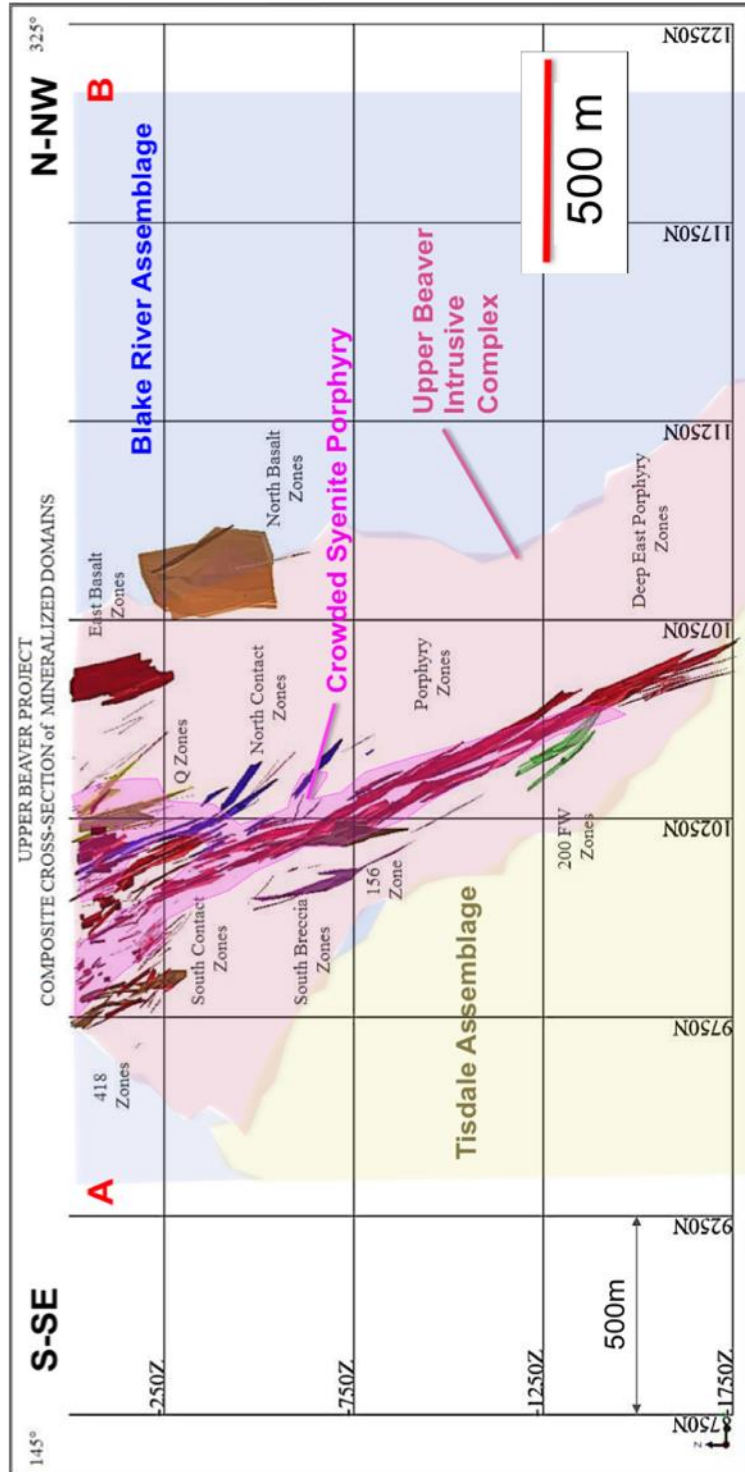 UPPER BEAVER PROJECT
COMPOSITE CROSS-SECTION of MINERALIZED DOMAINS
145°
S-SE
N-NW
325°
A
B
418
Zones
East Basalt
Zones
Blake River Assemblage
Q Zones
-250Z
South Contact
Zones
North Contact
Zones
North Basalt
Zones
South Breccia
Zones
Crowded Syenite Porphyry
156
Zone
-750Z
Porphyry
Zones
Upper Beaver
Intrusive
Complex
Tisdale Assemblage
200 FW
Zones
-1250Z
500 m
500m
Deep East Porphyry
Zones
-1750Z
8750N
9250N
9750N
10250N
10750N
11250N
11750N
12250N
Z